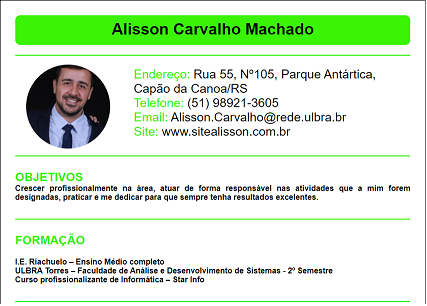 Alisson Carvalho Machado
Endereço: Rua 55, Nº105, Parque Antártica,
Capão da Canoa/RS
Telefone: (51) 98921-3605
Email: Alisson.Carvalho@rede.ulbra.br
Site: www.sitealisson.com.br
OBJETIVOS
Crescer profissionalmente na área, atuar de forma responsável nas atividades que a mim forem
designadas, praticar e me dedicar para que sempre tenha resultados excelentes.
FORMAÇÃO
I.E. Riachuelo – Ensino Médio completo
ULBRA Torres – Faculdade de Análise e Desenvolvimento de Sistemas - 2º Semestre
Curso profissionalizante de Informática – Star Info